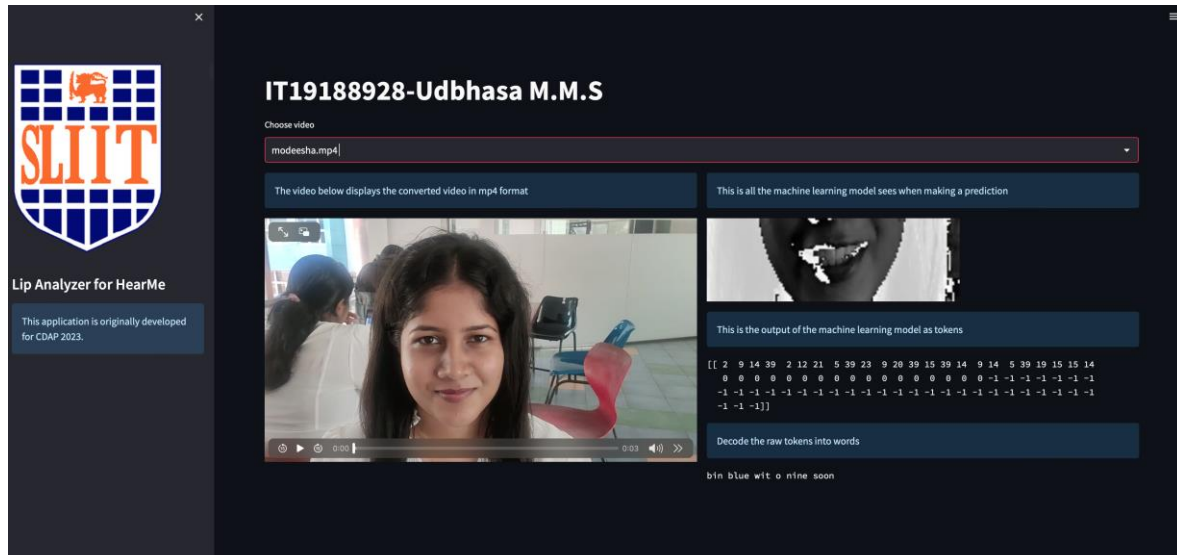 SLIIT
Lip Analyzer for HearMe
This application is originally developed
for CDAP 2023.
IT19188928-Udbhasa M.M.S
Choose video
modeesha.mp4
The video below displays the converted video in mp4 format
0:00
0:03
This is all the machine learning model sees when making a prediction
This is the output of the machine learning model as tokens
[[ 2 9 14 39 2 12 21 5 39 23 9 20 39 15 39 14 9 14 5 39 19 15 15 14
0 0 0 0 0 0 0 0 0 0 0 0 0 0 0 0 0 -1 -1 -1 -1 -1 -1 -1
-1 -1 -1 -1 -1 -1 -1 -1 -1 -1 -1 -1 -1 -1 -1 -1 -1 -1 -1 -1 -1 -1 -1 -1
-1 -1 -1]]
Decode the raw tokens into words
bin blue wit o nine soon